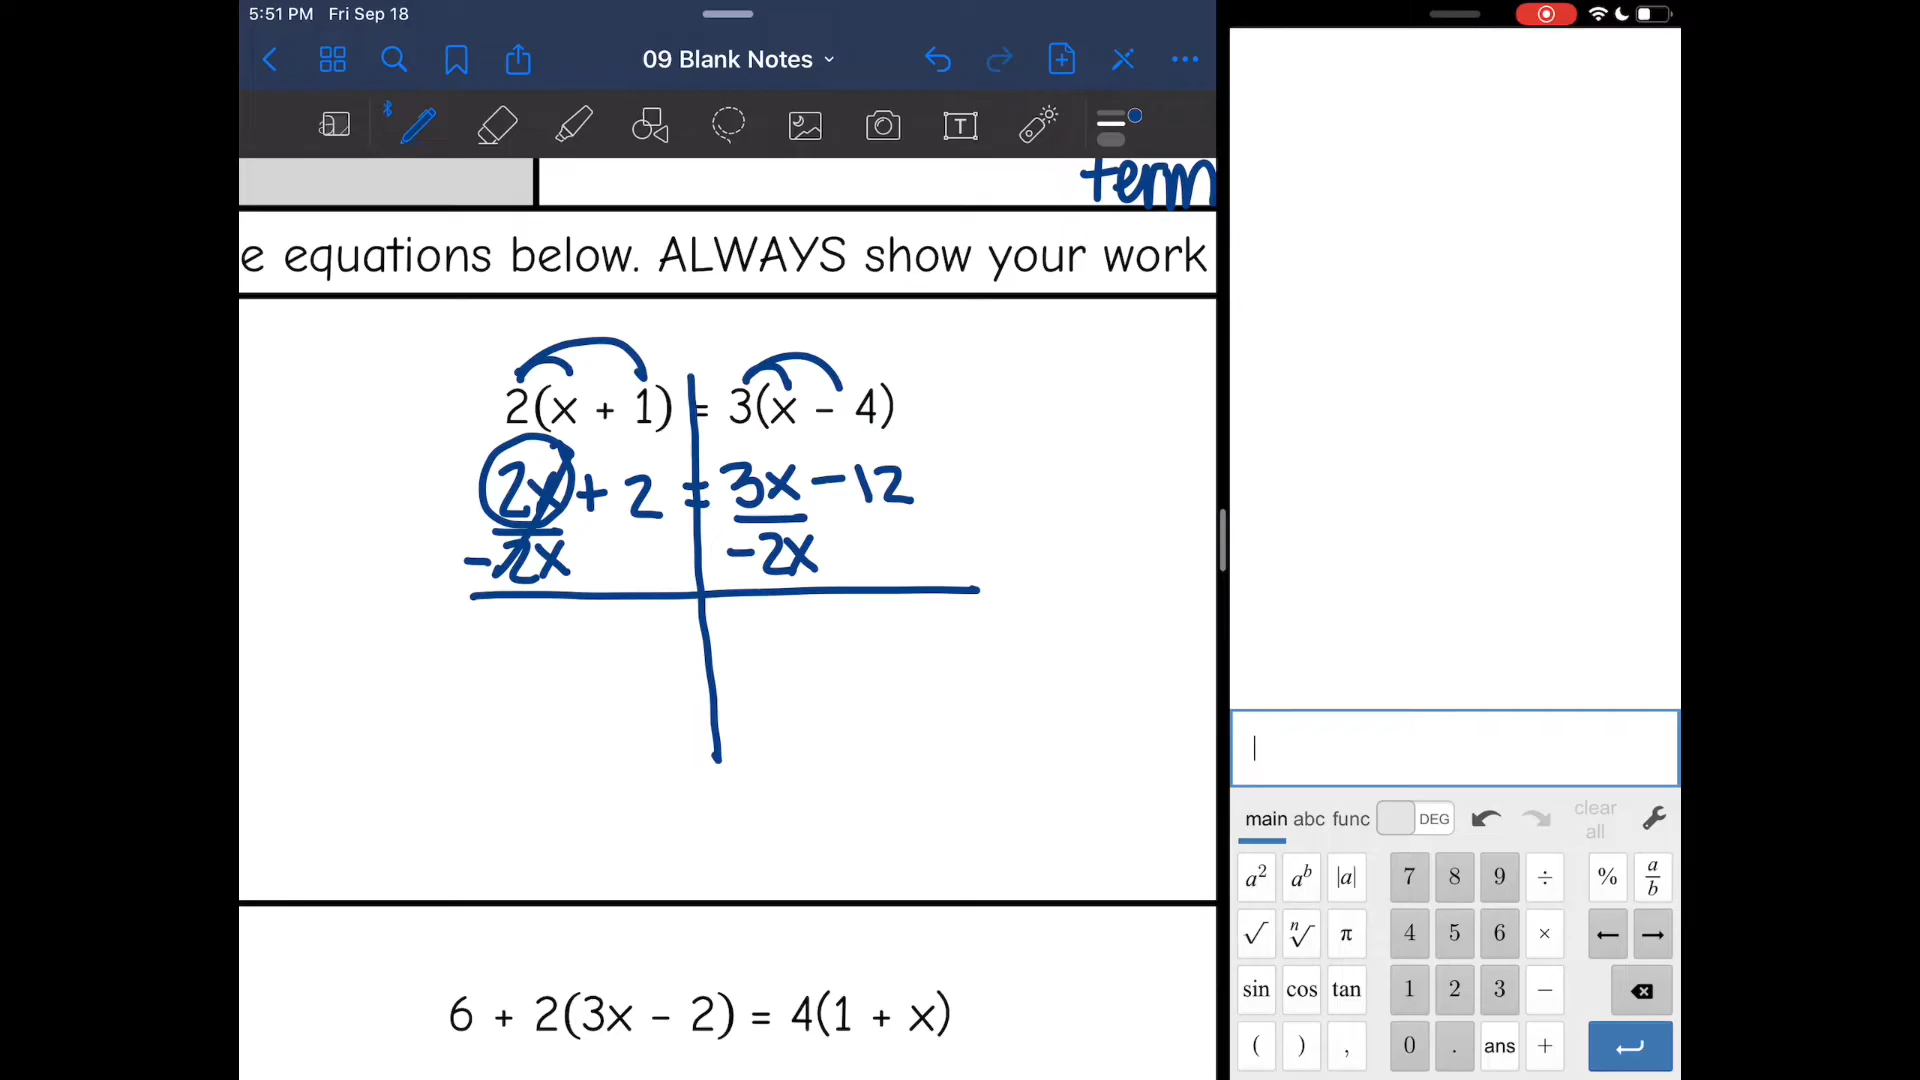 5:51 PM Fri Sep 18
09 Blank Notes
T
term
e equations below. ALWAYS show your work
2(x + 1) = 3(x - 4)
2x + 2 = 3x - 12
-2x -2x
6 + 2(3x - 2) = 4(1 + x)
main abc func DEG clear all
a² aᵇ |a| 7 8 9 ÷ % a/b
√ ⁿ√ π 4 5 6 × ← →
sin cos tan 1 2 3 −
( ) , 0 . ans +